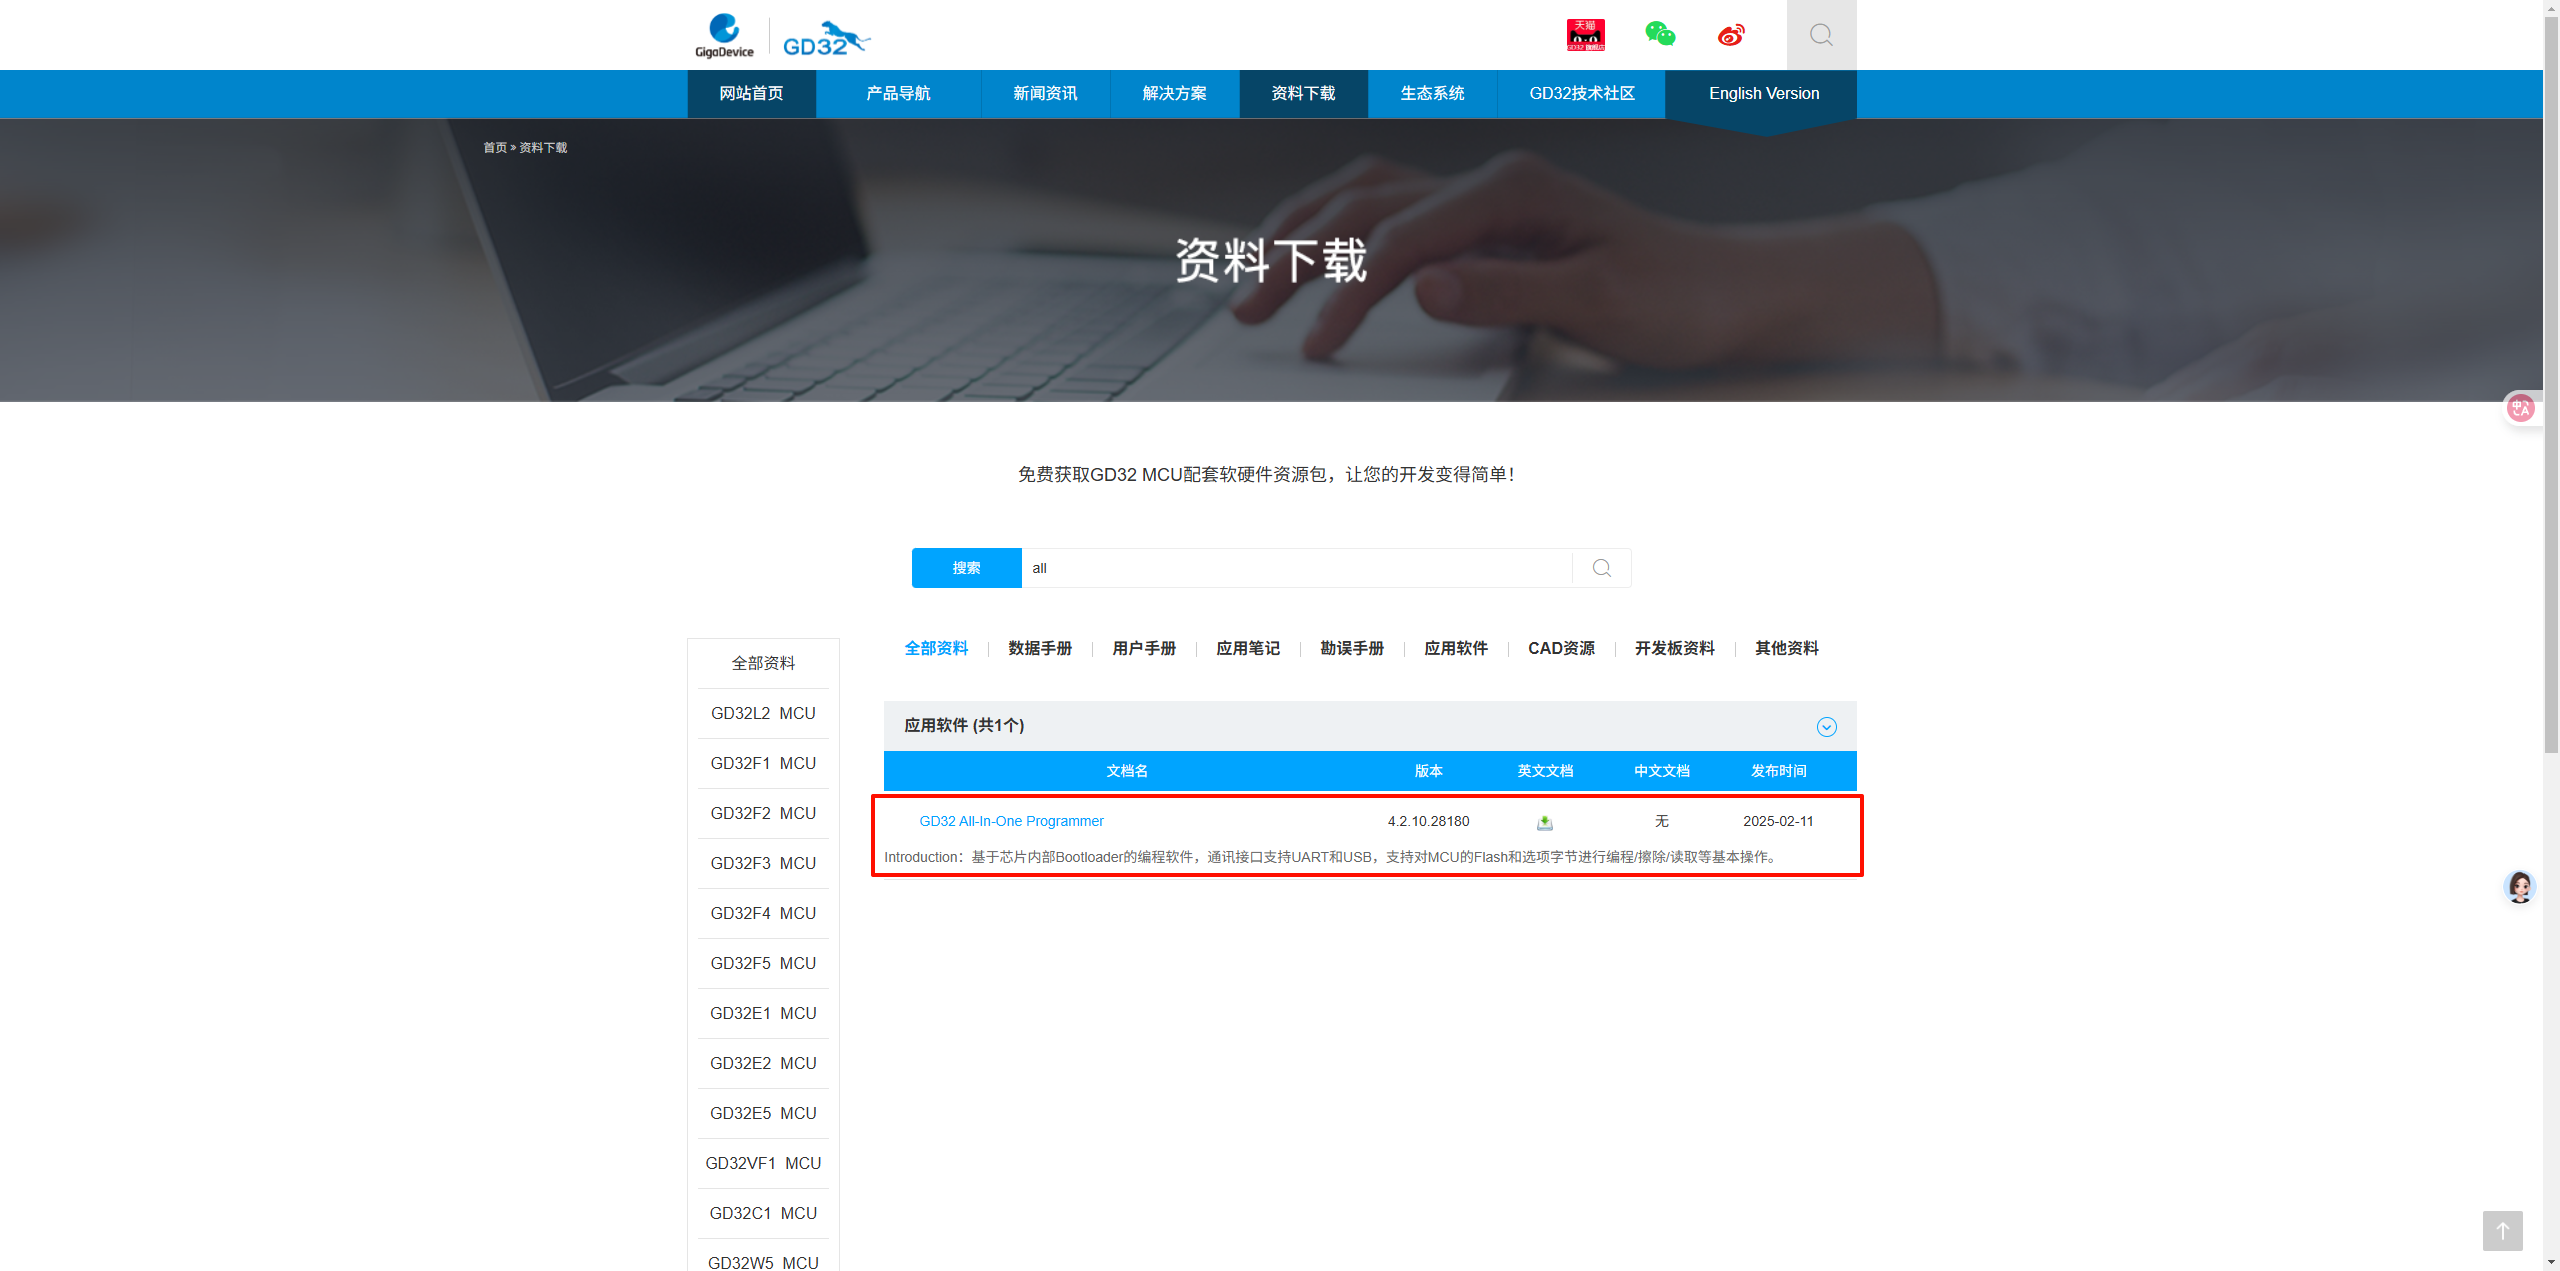 GigaDevice
GD32
天猫
网站首页
产品导航
新闻资讯
解决方案
资料下载
生态系统
GD32技术社区
English Version
首页 » 资料下载
资料下载
免费获取GD32 MCU配套软硬件资源包，让您的开发变得简单！
搜索
all
全部资料
GD32L2 MCU
GD32F1 MCU
GD32F2 MCU
GD32F3 MCU
GD32F4 MCU
GD32F5 MCU
GD32E1 MCU
GD32E2 MCU
GD32E5 MCU
GD32VF1 MCU
GD32C1 MCU
GD32W5 MCU
全部资料 数据手册 用户手册 应用笔记 勘误手册 应用软件 CAD资源 开发板资料 其他资料
应用软件 (共1个)
文档名 版本 英文文档 中文文档 发布时间
GD32 All-In-One Programmer 4.2.10.28180 无 2025-02-11
Introduction：基于芯片内部Bootloader的编程软件，通讯接口支持UART和USB，支持对MCU的Flash和选项字节进行编程/擦除/读取等基本操作。